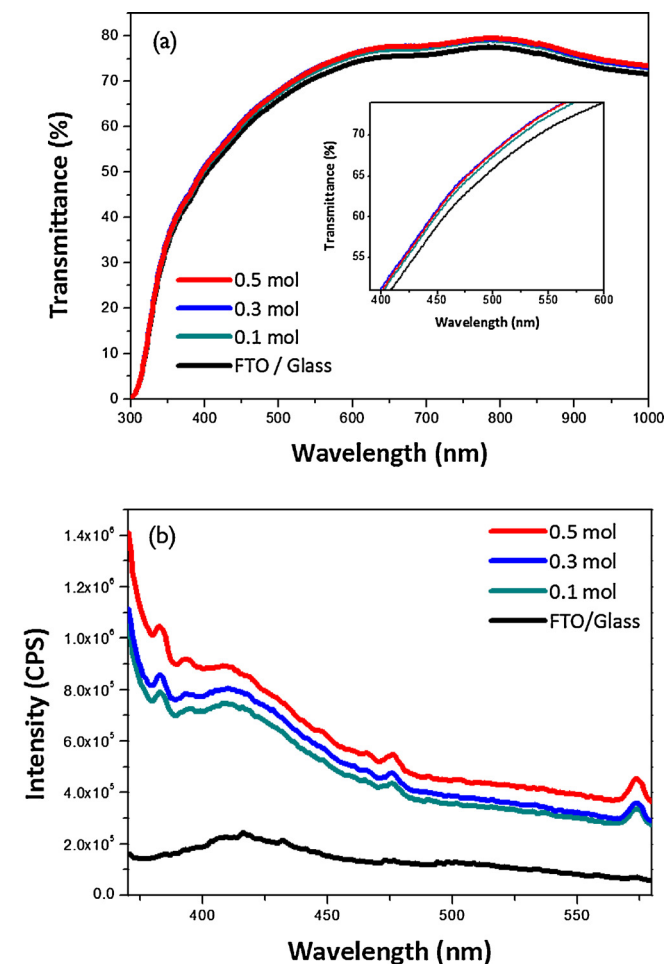 (a)
80
70
60
50
40
30
20
10
0
Transmittance (%)
0.5 mol
0.3 mol
0.1 mol
FTO / Glass
70
65
60
55
Transmittance (%)
400 450 500 550 600
Wavelength (nm)
300 400 500 600 700 800 900 1000
Wavelength (nm)
(b)
1.4x10⁶
1.2x10⁶
1.0x10⁶
8.0x10⁵
6.0x10⁵
4.0x10⁵
2.0x10⁵
0.0
Intensity (CPS)
0.5 mol
0.3 mol
0.1 mol
FTO/Glass
400 450 500 550
Wavelength (nm)